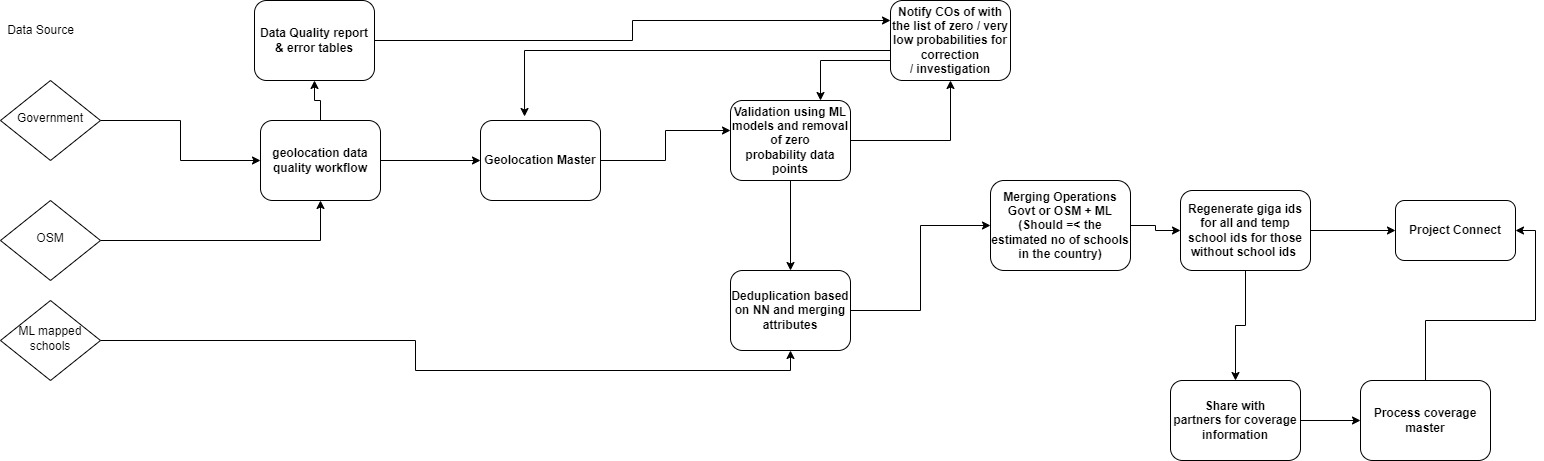 Data Source
Data Quality report
& error tables
Notify COs of with
the list of zero / very
low probabilities for
correction
/ investigation
Government
geolocation data
quality workflow
Geolocation Master
Validation using ML
models and removal
of zero
probability data
points
OSM
Merging Operations
Govt or OSM + ML
(Should =< the
estimated no of schools
in the country)
Regenerate giga ids
for all and temp
school ids for those
without school ids
Project Connect
ML mapped
schools
Deduplication based
on NN and merging
attributes
Share with
partners for coverage
information
Process coverage
master